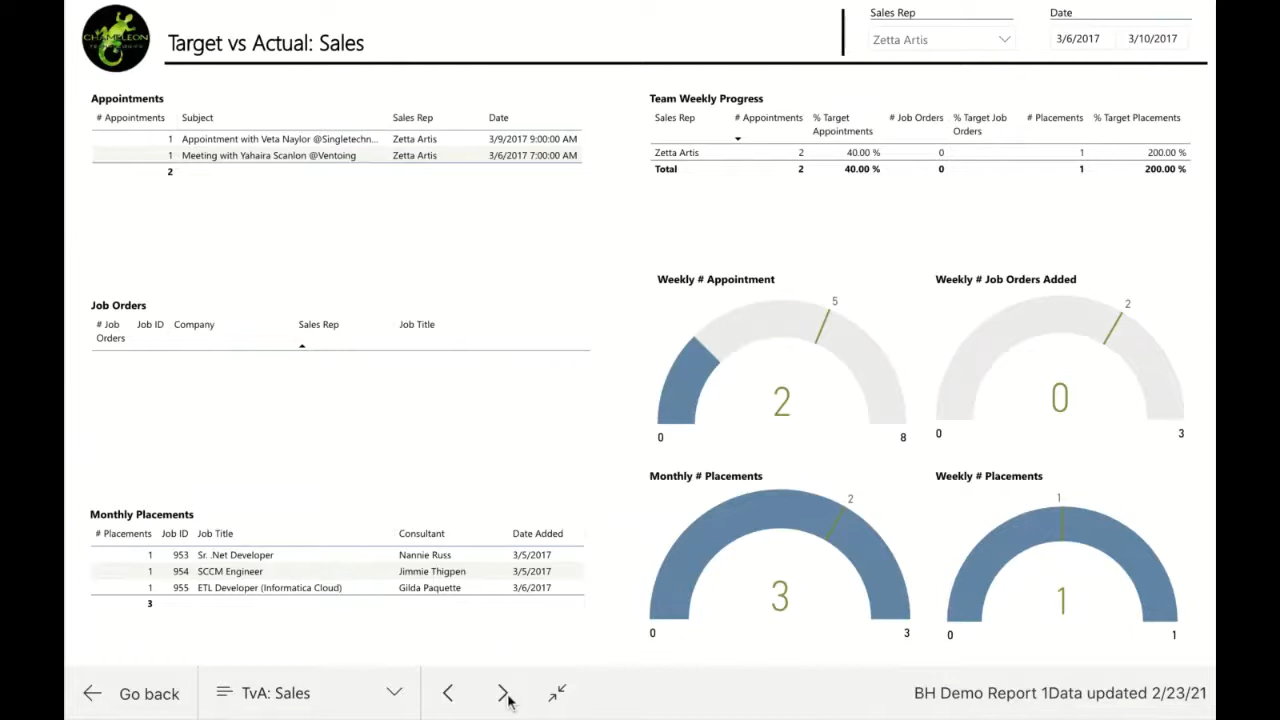 CHAMELEON
Target vs Actual: Sales
Sales Rep
Zetta Artis
Date
3/6/2017 3/10/2017
Appointments
# Appointments Subject Sales Rep Date
1 Appointment with Veta Naylor @Singletechn... Zetta Artis 3/9/2017 9:00:00 AM
1 Meeting with Yahaira Scanlon @Ventoing Zetta Artis 3/6/2017 7:00:00 AM
2
Team Weekly Progress
Sales Rep # Appointments % Target Appointments # Job Orders % Target Job Orders # Placements % Target Placements
Zetta Artis 2 40.00 % 0 1 200.00 %
Total 2 40.00 % 0 1 200.00 %
Job Orders
# Job Orders Job ID Company Sales Rep Job Title
Weekly # Appointment
5
2
0 8
Weekly # Job Orders Added
2
0
0 3
Monthly Placements
# Placements Job ID Job Title Consultant Date Added
1 953 Sr. .Net Developer Nannie Russ 3/5/2017
1 954 SCCM Engineer Jimmie Thigpen 3/5/2017
1 955 ETL Developer (Informatica Cloud) Gilda Paquette 3/6/2017
3
Monthly # Placements
2
3
0 3
Weekly # Placements
1
1
0 1
Go back TvA: Sales BH Demo Report 1Data updated 2/23/21